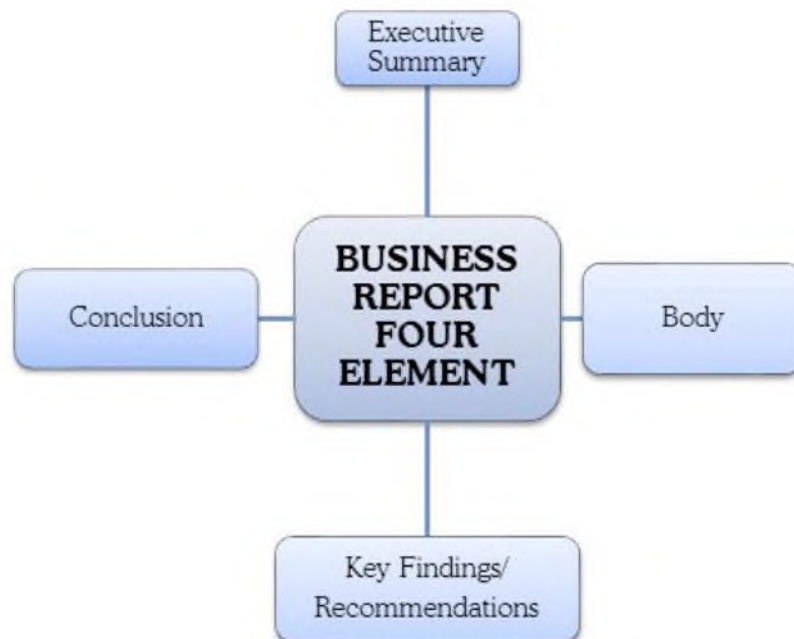 Executive
Summary
BUSINESS
REPORT
FOUR
ELEMENT
Conclusion
Body
Key Findings/
Recommendations